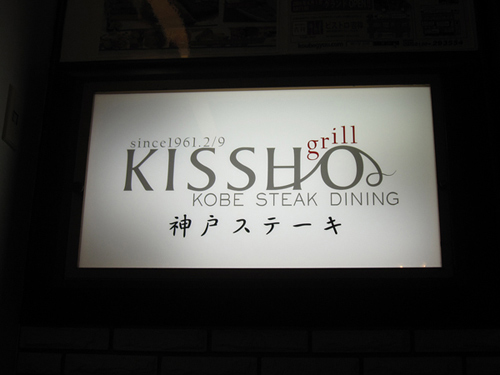 since1961.2/9
grill
KISSHO
KOBE STEAK DINING
神戸ステーキ